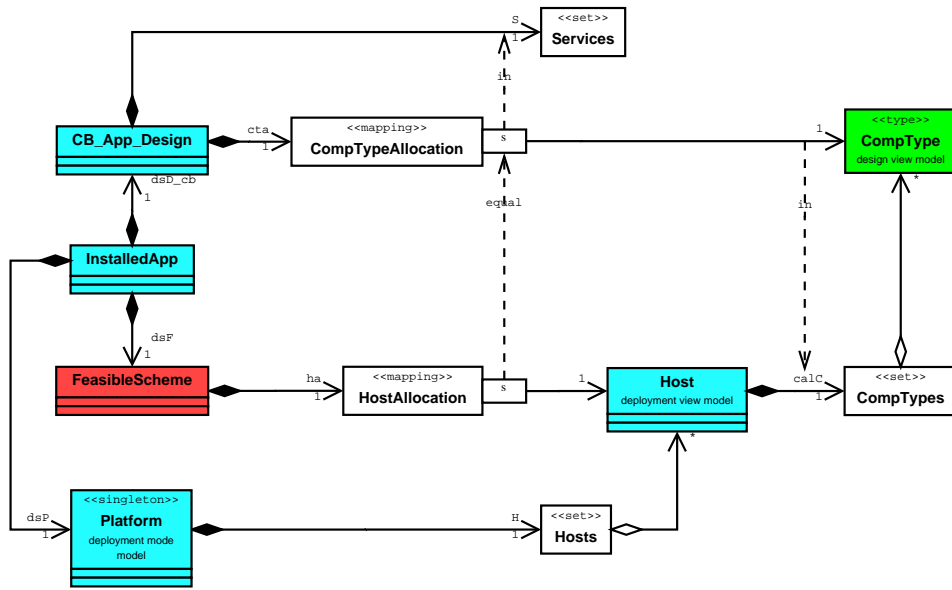 S
1
<<set>>
Services
in
CB_App_Design
cta
1
<<mapping>>
CompTypeAllocation
s
1
<<type>>
CompType
design view model
*
dsD_cb
1
equal
in
InstalledApp
dsF
1
FeasibleScheme
ha
1
<<mapping>>
HostAllocation
s
1
Host
deployment view model
calC
1
<<set>>
CompTypes
*
dsP
1
<<singleton>>
Platform
deployment mode
model
H
1
<<set>>
Hosts